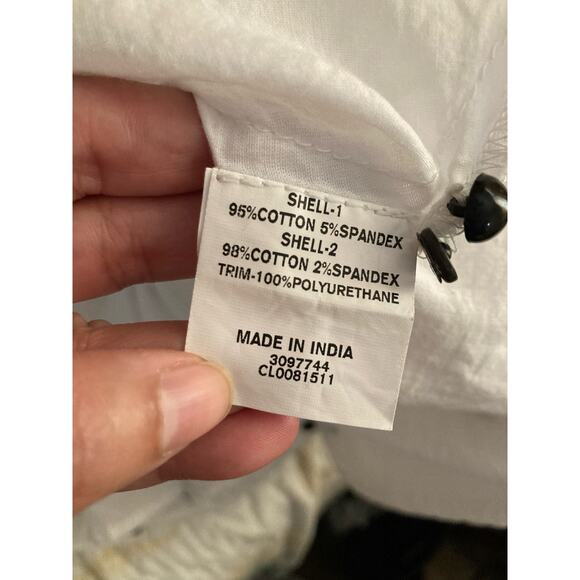 SHELL-1
95%COTTON 5%SPANDEX
SHELL-2
98%COTTON 2%SPANDEX
TRIM-100%POLYURETHANE
MADE IN INDIA
3097744
CL0081511